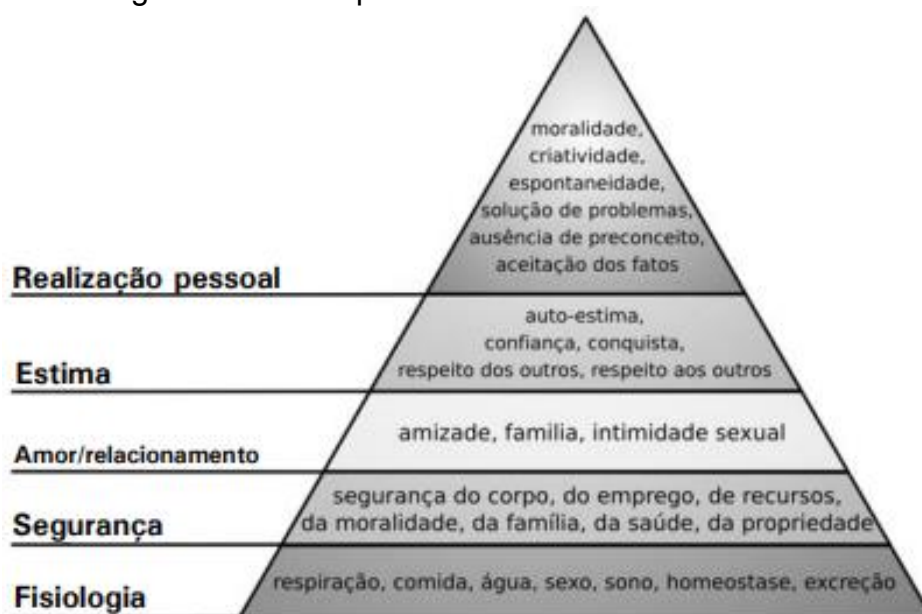 moralidade,
criatividade,
espontaneidade,
solução de problemas,
ausência de preconceito,
aceitação dos fatos
Realização pessoal
auto-estima,
confiança, conquista,
respeito dos outros, respeito aos outros
Estima
amizade, familia, intimidade sexual
Amor/relacionamento
segurança do corpo, do emprego, de recursos,
da moralidade, da família, da saúde, da propriedade
Segurança
respiração, comida, água, sexo, sono, homeostase, excreção
Fisiologia